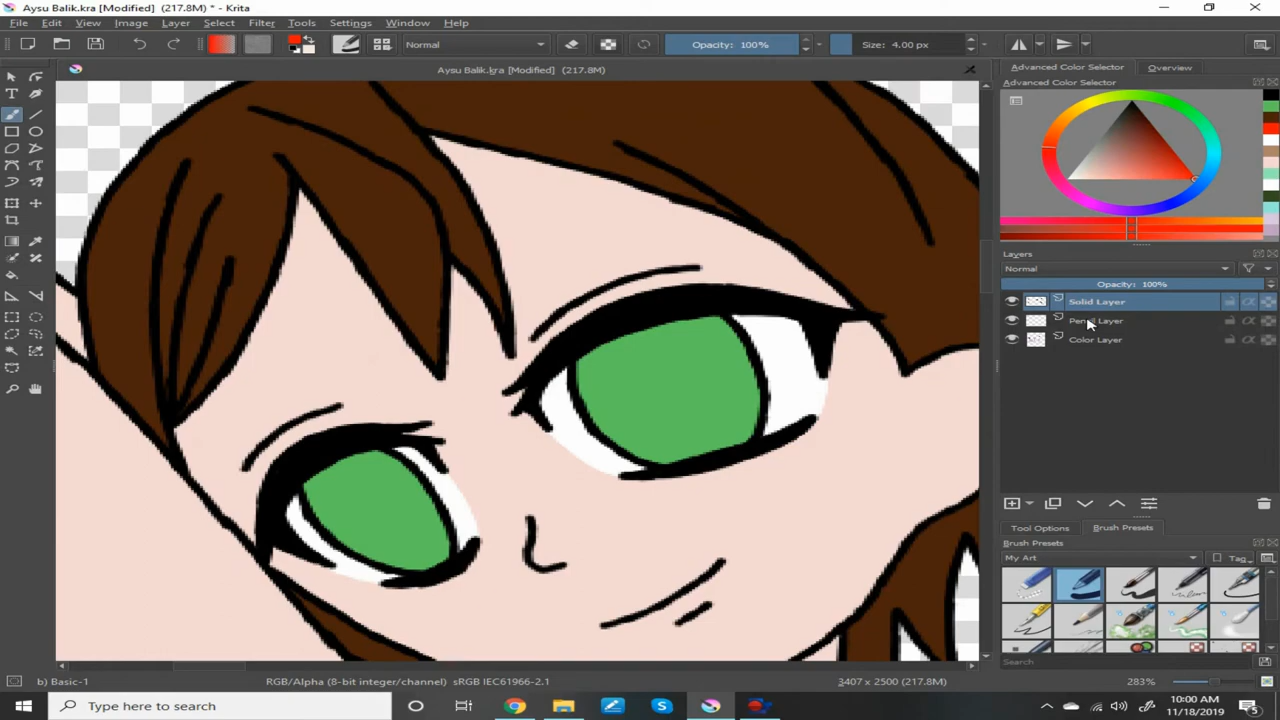 Aysu Balik.kra [Modified] (217.8M) * - Krita
File Edit View Image Layer Select Filter Tools Settings Window Help
Normal
Opacity: 100%
Size: 4.00 px
Aysu Balik.kra [Modified] (217.8M)
Advanced Color Selector
Overview
Advanced Color Selector
Layers
Normal
Opacity: 100%
Solid Layer
Pencil Layer
Color Layer
Tool Options
Brush Presets
Brush Presets
My Art
Tag
Search
b) Basic-1
RGB/Alpha (8-bit integer/channel) sRGB IEC61966-2.1
3407 x 2500 (217.8M)
283%
Type here to search
10:00 AM
11/18/2019
5